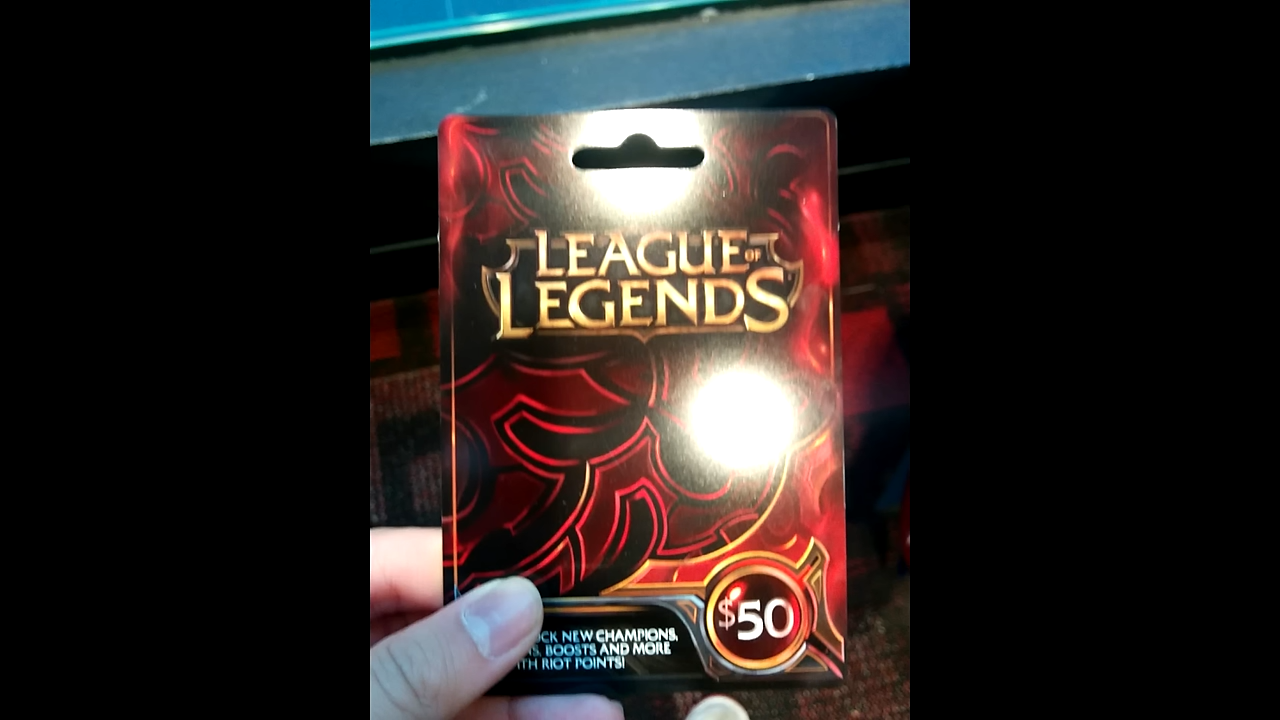 LEAGUE OF
LEGENDS
$50
NEW CHAMPIONS,
BOOSTS AND MORE
RIOT POINTS!